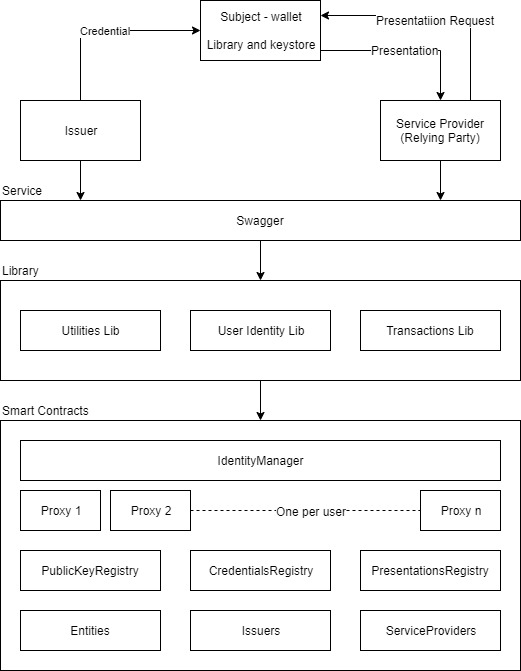 Subject - wallet
Library and keystore
Credential
Presentatiion Request
Presentation
Issuer
Service Provider
(Relying Party)
Service
Swagger
Library
Utilities Lib
User Identity Lib
Transactions Lib
Smart Contracts
IdentityManager
Proxy 1
Proxy 2
One per user
Proxy n
PublicKeyRegistry
CredentialsRegistry
PresentationsRegistry
Entities
Issuers
ServiceProviders